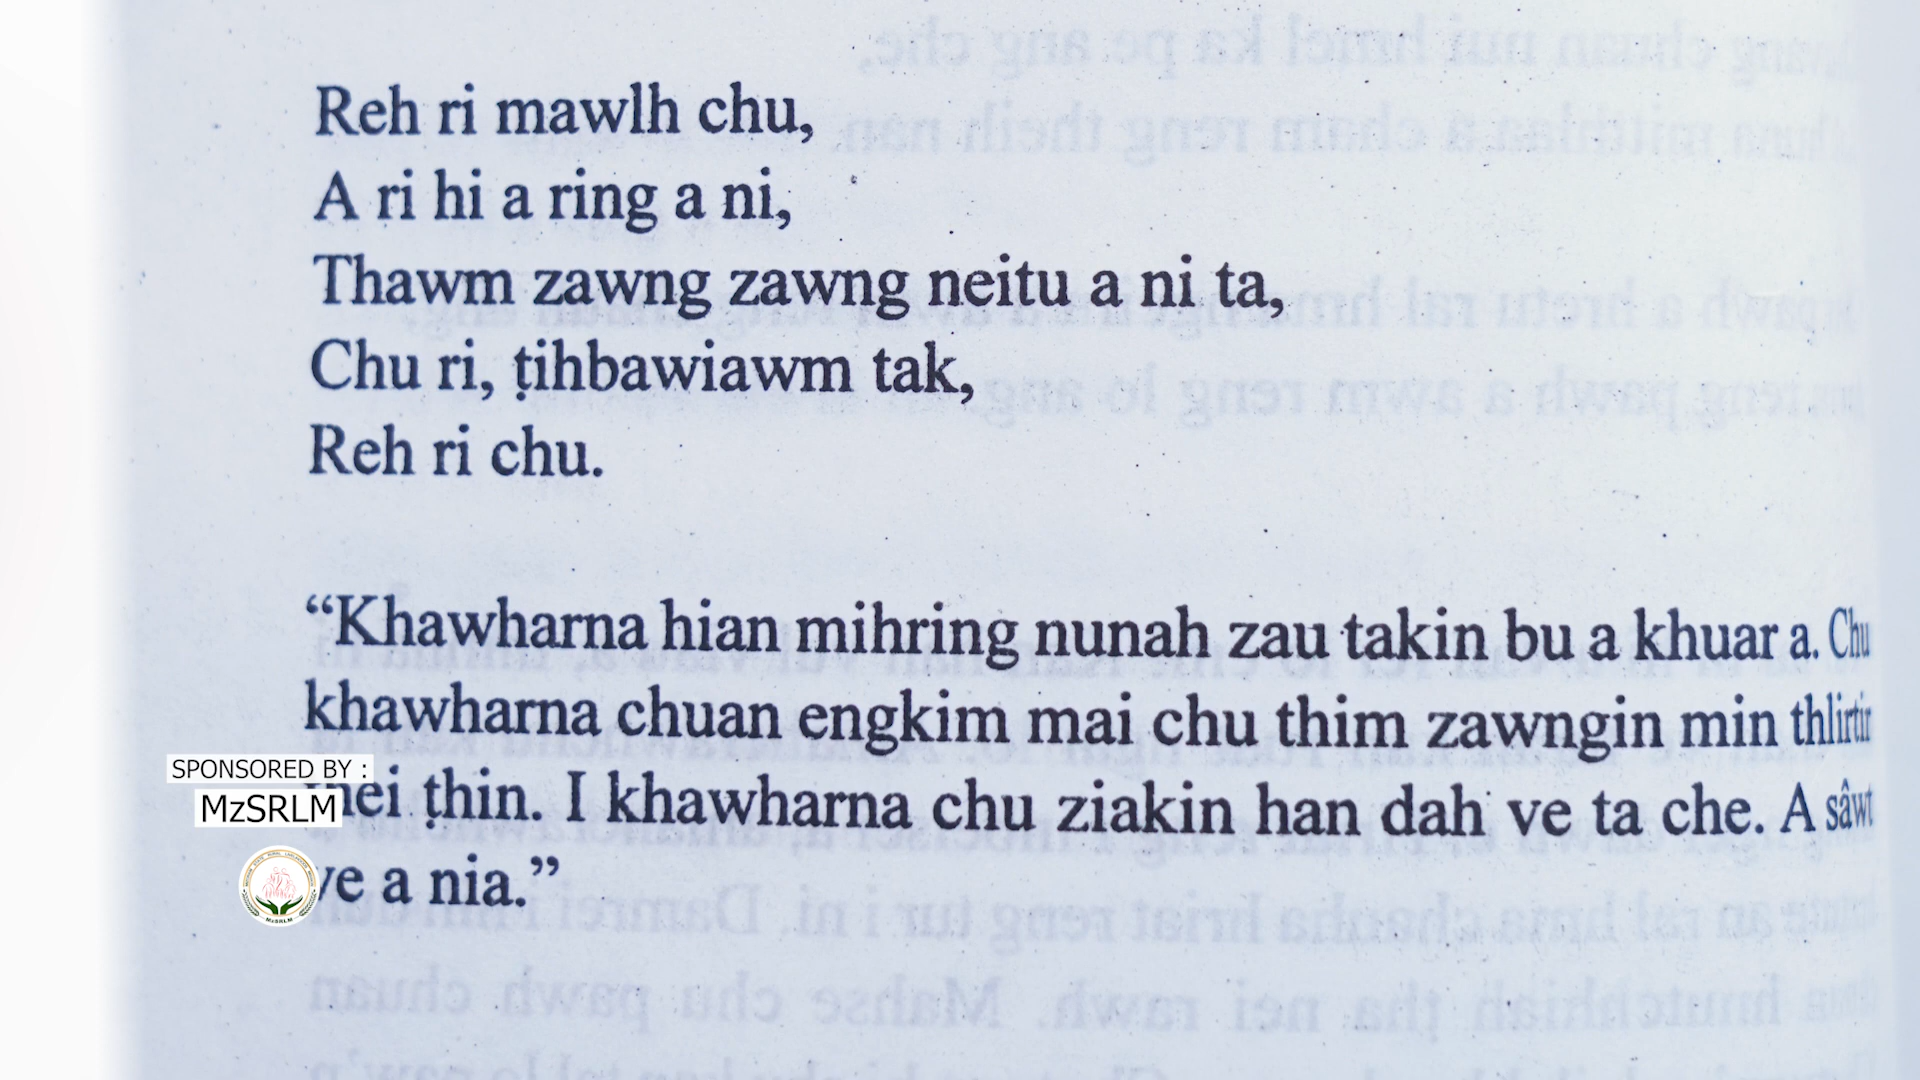 Reh ri mawlh chu,
A ri hi a ring a ni,
Thawm zawng zawng neitu a ni ta,
Chu ri, ṭihbawiawm tak,
Reh ri chu.
“Khawharna hian mihring nunah zau takin bu a khuar a. Chu
khawharna chuan engkim mai chu thim zawngin min thlirtir
ṭhin. I khawharna chu ziakin han dah ve ta che. A sâwt
ve a nia.”
SPONSORED BY :
MzSRLM
MzSRLM